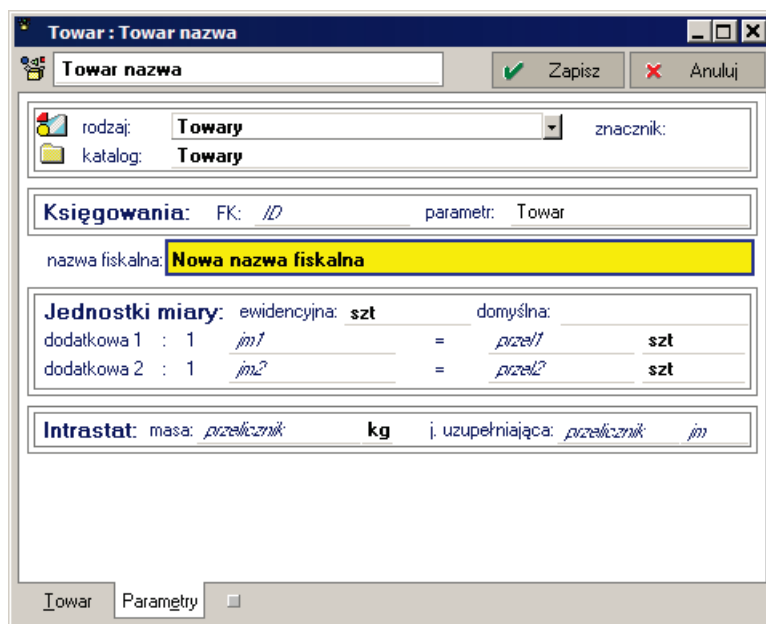 Towar : Towar nazwa
Towar nazwa Zapisz Anuluj
rodzaj: Towary znacznik:
katalog: Towary
Księgowania: FK: ID parametr: Towar
nazwa fiskalna: Nowa nazwa fiskalna
Jednostki miary: ewidencyjna: szt domyślna:
dodatkowa 1 : 1 jm1 = przel1 szt
dodatkowa 2 : 1 jm2 = przel2 szt
Intrastat: masa: przelicznik kg j. uzupełniająca: przelicznik jm
Towar Parametry